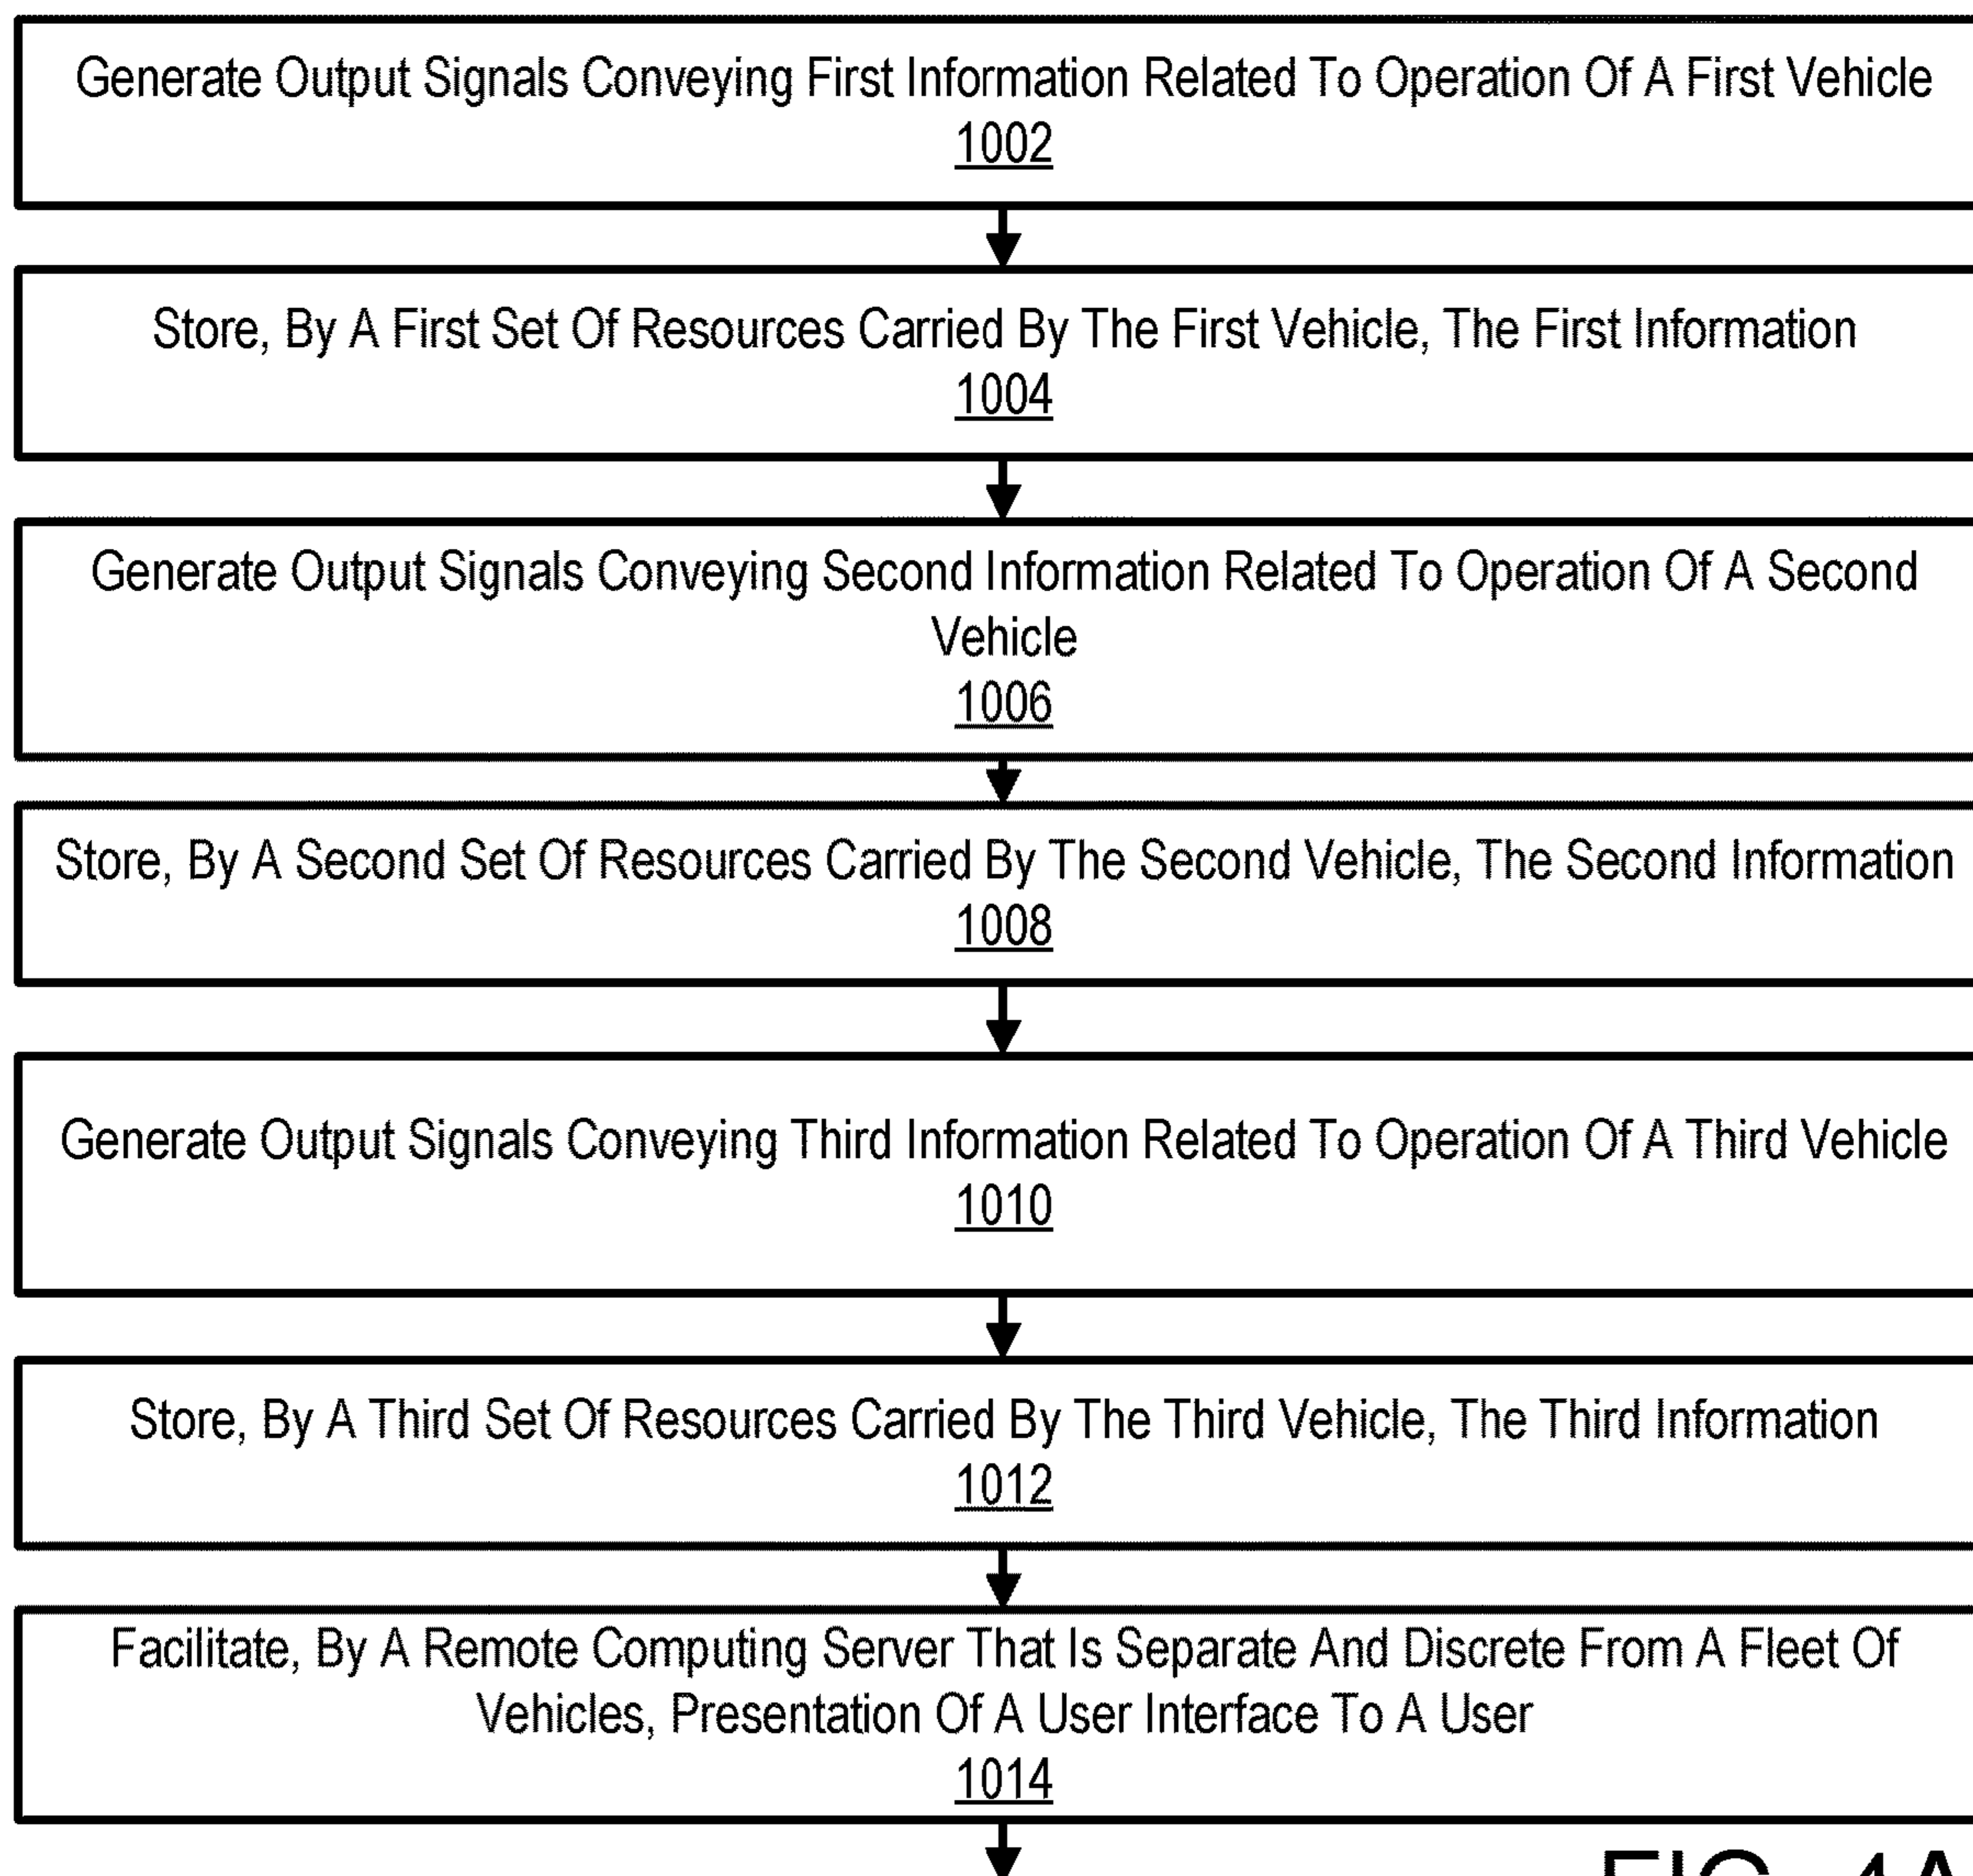 Generate Output Signals Conveying First Information Related To Operation Of A First Vehicle
1002
Store, By A First Set Of Resources Carried By The First Vehicle, The First Information
1004
Generate Output Signals Conveying Second Information Related To Operation Of A Second
Vehicle
1006
Store, By A Second Set Of Resources Carried By The Second Vehicle, The Second Information
1008
Generate Output Signals Conveying Third Information Related To Operation Of A Third Vehicle
1010
Store, By A Third Set Of Resources Carried By The Third Vehicle, The Third Information
1012
Facilitate, By A Remote Computing Server That Is Separate And Discrete From A Fleet Of
Vehicles, Presentation Of A User Interface To A User
1014
FIG. 4A